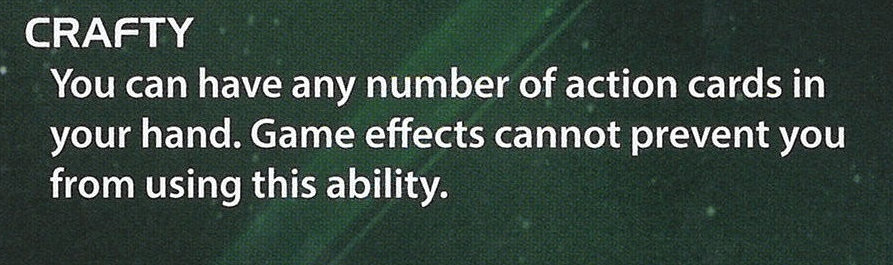 CRAFTY
You can have any number of action cards in
your hand. Game effects cannot prevent you
from using this ability.